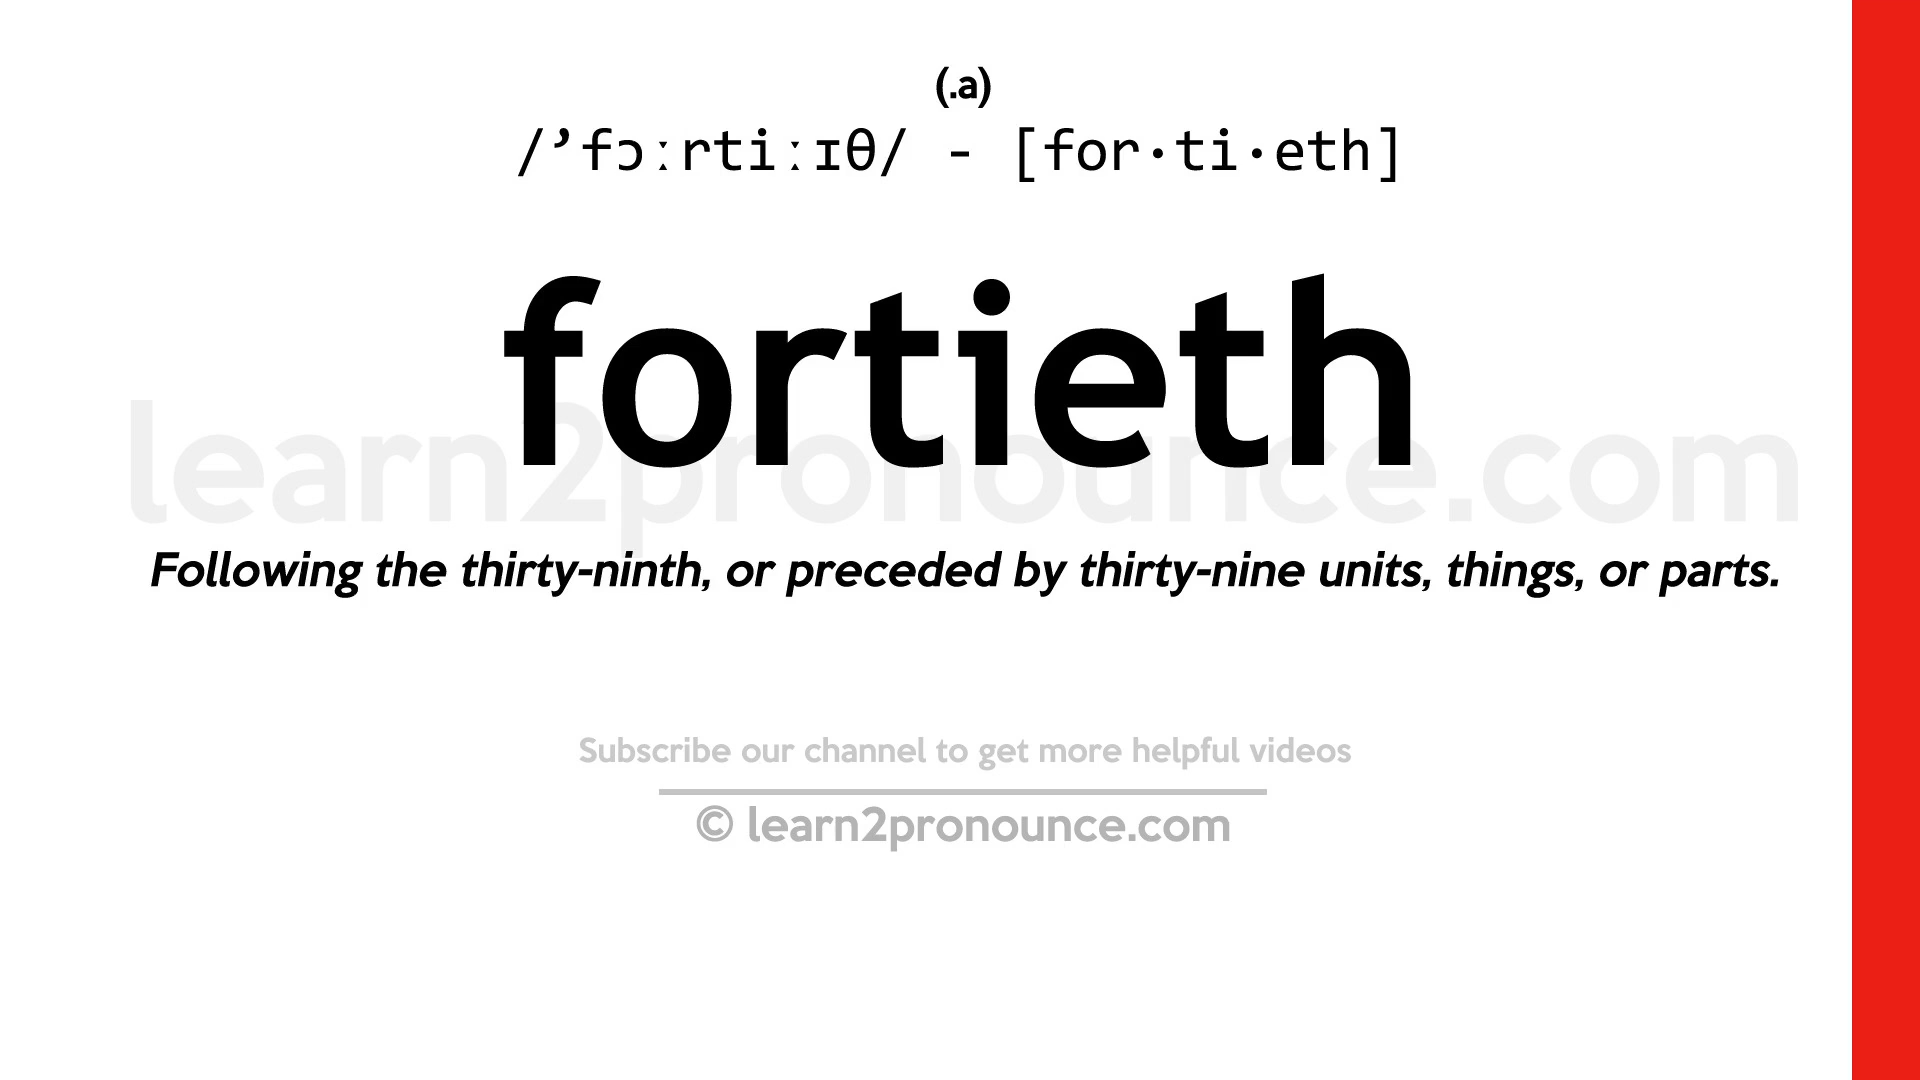 (.a)
/’fɔːrtiːɪθ/ - [for·ti·eth]
fortieth
learn2pronounce.com
Following the thirty-ninth, or preceded by thirty-nine units, things, or parts.
Subscribe our channel to get more helpful videos
© learn2pronounce.com